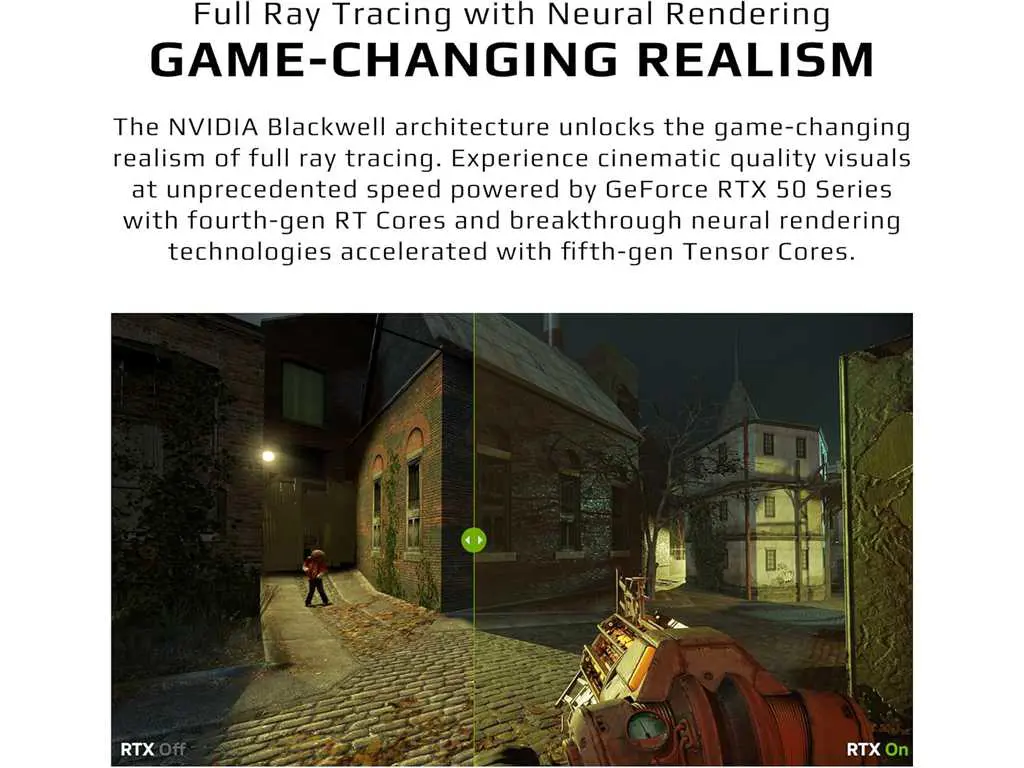 Full Ray Tracing with Neural Rendering
GAME-CHANGING REALISM
The NVIDIA Blackwell architecture unlocks the game-changing
realism of full ray tracing. Experience cinematic quality visuals
at unprecedented speed powered by GeForce RTX 50 Series
with fourth-gen RT Cores and breakthrough neural rendering
technologies accelerated with fifth-gen Tensor Cores.
RTX Off
RTX On